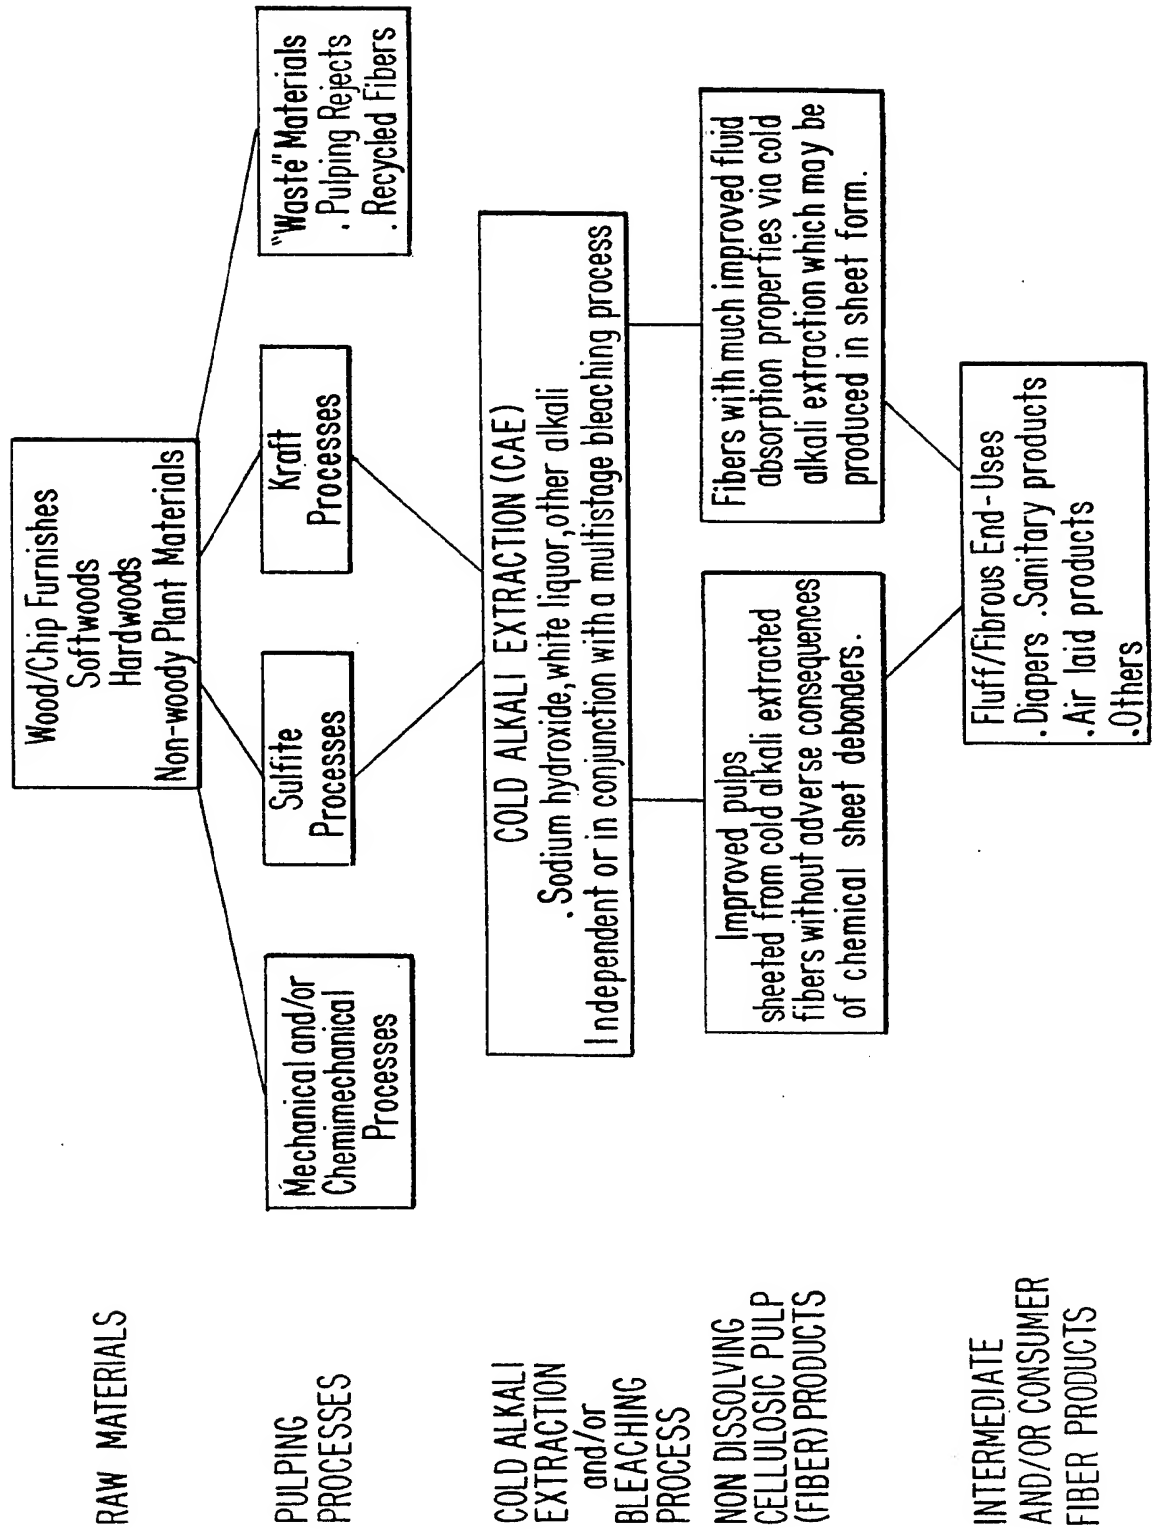 RAW MATERIALS
Wood/Chip Furnishes
Softwoods
Hardwoods
Non-woody Plant Materials
PULPING
PROCESSES
Mechanical and/or
Chemimechanical
Processes
Sulfite
Processes
Kraft
Processes
"Waste" Materials
. Pulping Rejects
. Recycled Fibers
COLD ALKALI
EXTRACTION
and/or
BLEACHING
PROCESS
COLD ALKALI EXTRACTION (CAE)
. Sodium hydroxide, white liquor, other alkali
Independent or in conjunction with a multistage bleaching process
NON DISSOLVING
CELLULOSIC PULP
(FIBER) PRODUCTS
Improved pulps
sheeted from cold alkali extracted
fibers without adverse consequences
of chemical sheet debonders.
Fibers with much improved fluid
absorption properties via cold
alkali extraction which may be
produced in sheet form.
INTERMEDIATE
AND/OR CONSUMER
FIBER PRODUCTS
Fluff/Fibrous End-Uses
. Diapers . Sanitary products
. Air laid products
. Others